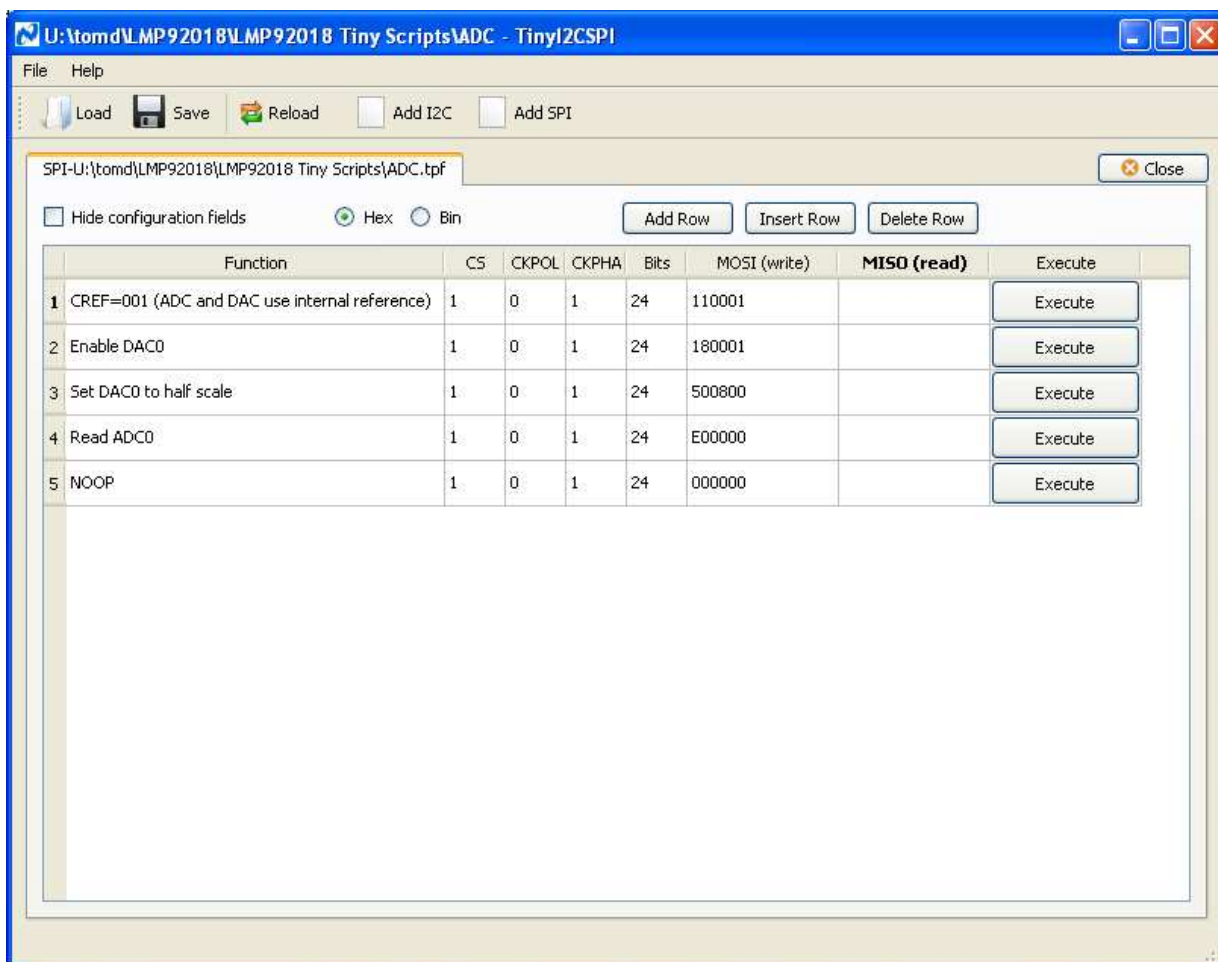 U:\tomd\LMP92018\LMP92018 Tiny Scripts\ADC - TinyI2CSPI
File Help
Load Save Reload Add I2C Add SPI
SPI-U:\tomd\LMP92018\LMP92018 Tiny Scripts\ADC.tpf Close
Hide configuration fields Hex Bin Add Row Insert Row Delete Row
Function CS CKPOL CKPHA Bits MOSI (write) MISO (read) Execute
1 CREF=001 (ADC and DAC use internal reference) 1 0 1 24 110001 Execute
2 Enable DAC0 1 0 1 24 180001 Execute
3 Set DAC0 to half scale 1 0 1 24 500800 Execute
4 Read ADC0 1 0 1 24 E00000 Execute
5 NOOP 1 0 1 24 000000 Execute